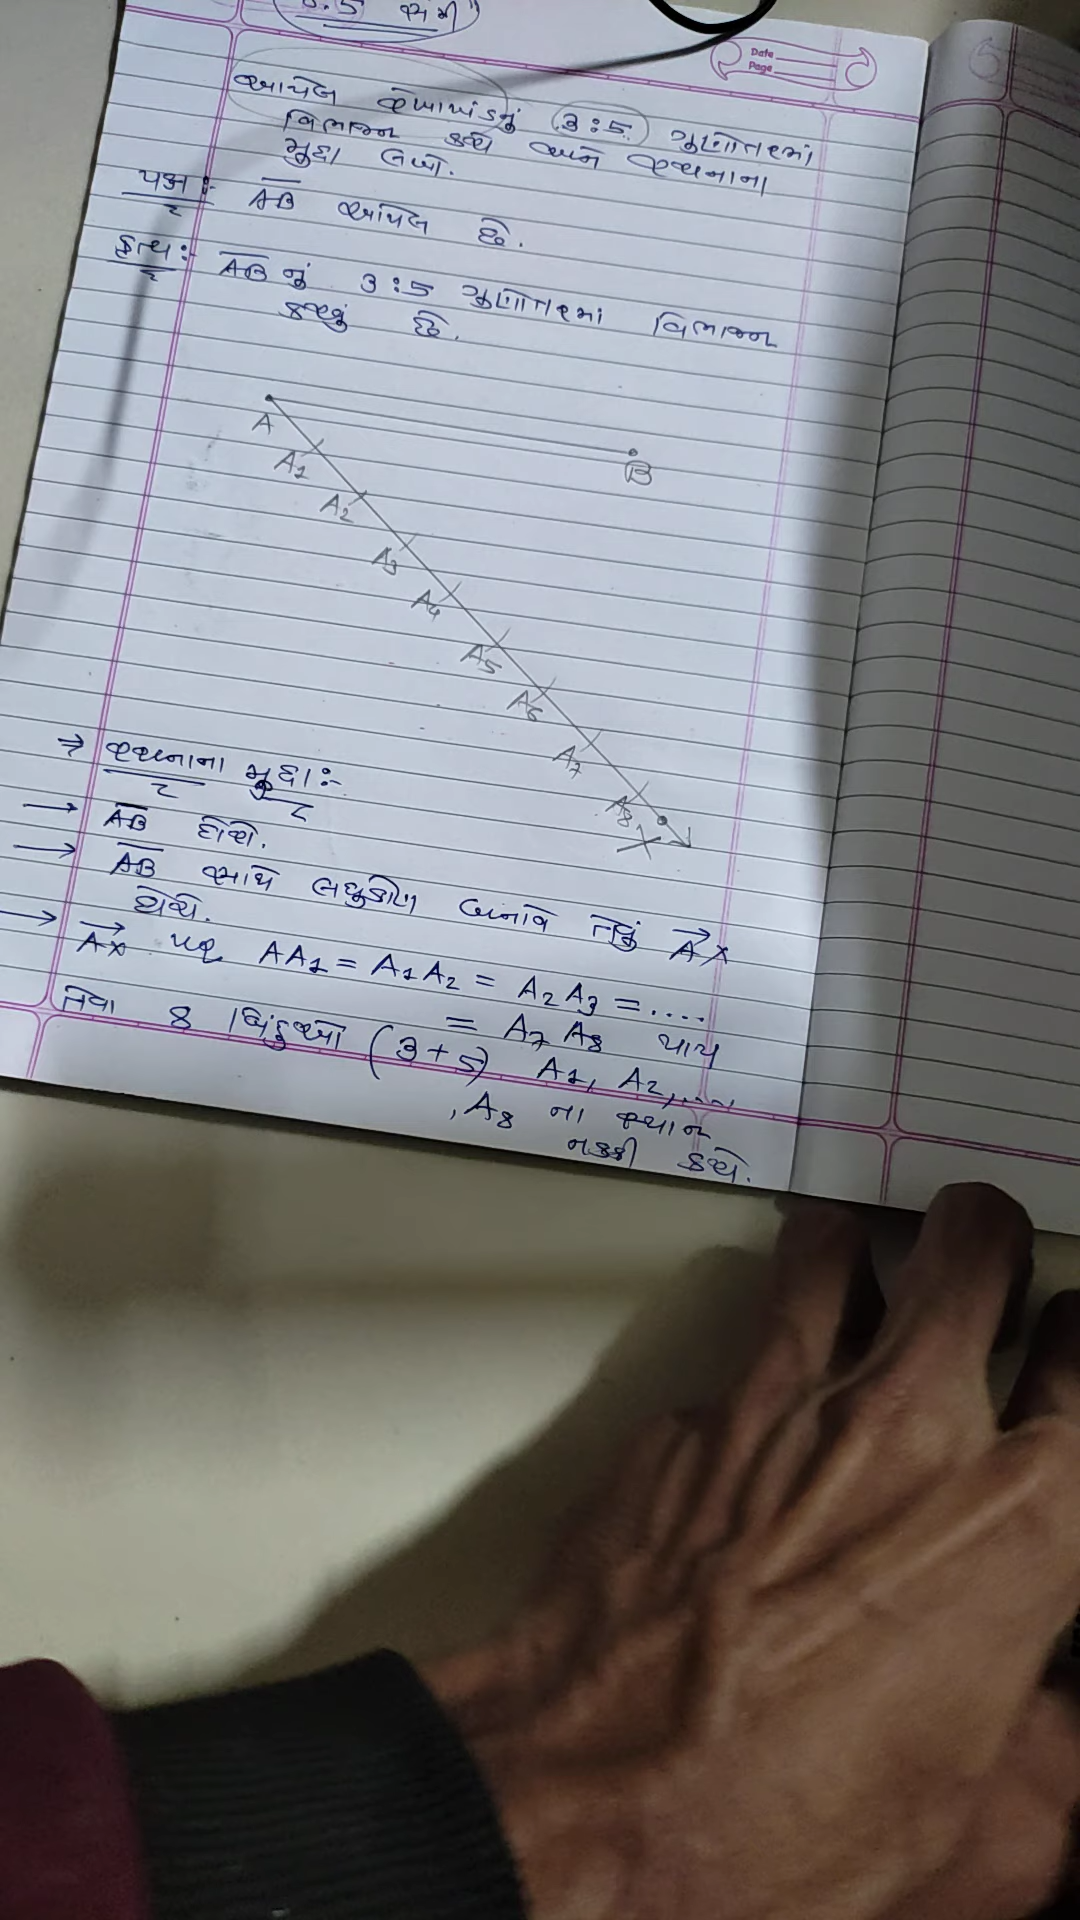 Date
Page
આપેલ રેખાખંડનું 3:5 ગુણોતરમાં
વિભાજન કરો અને રચનાના
મુદ્દા લખો.
પક્ષ :- AB આપેલ છે.
સાધ્ય :- AB નું 3:5 ગુણોતરમાં વિભાજન
કરવું છે.
A
B
A1
A2
A3
A4
A5
A6
A7
A8
X
⇒ રચનાના મુદ્દા :-
→ AB દોરો.
→ AB સાથે લઘુકોણ બનાવે તેવું AX
દોરો.
→ AX પર AA1 = A1A2 = A2A3 = ....
= A7A8 થાય
તેવા 8 બિંદુઓ (3+5) A1, A2, ....
, A8 ના સ્થાન
નક્કી કરો.